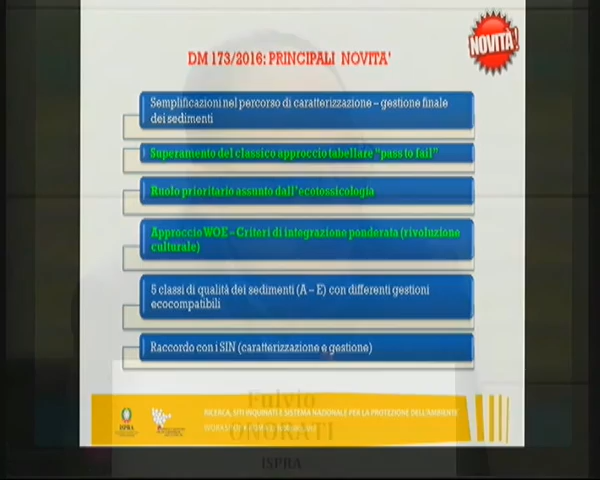 NOVITÀ!
DM 173/2016: PRINCIPALI NOVITA'
Semplificazioni nel percorso di caratterizzazione – gestione finale
dei sedimenti
Superamento del classico approccio tabellare "pass to fail"
Ruolo prioritario assunto dall'ecotossicologia
Approccio WOE – Criteri di integrazione ponderata (rivoluzione
culturale)
5 classi di qualità dei sedimenti (A – E) con differenti gestioni
ecocompatibili
Raccordo con i SIN (caratterizzazione e gestione)
RICERCA, SITI INQUINATI E SISTEMA NAZIONALE PER LA PROTEZIONE DELL'AMBIENTE
ISPRA
Fulvio
ONORATI
ISPRA